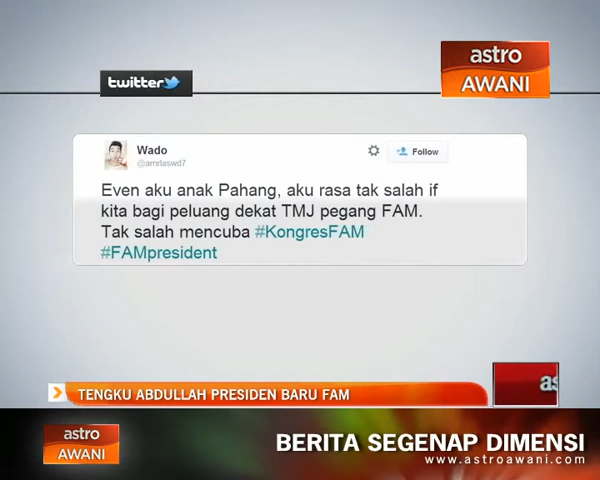 twitter
astro
AWANI
Wado
@amrlaswd7
Follow
Even aku anak Pahang, aku rasa tak salah if
kita bagi peluang dekat TMJ pegang FAM.
Tak salah mencuba #KongresFAM
#FAMpresident
TENGKU ABDULLAH PRESIDEN BARU FAM
as
astro
AWANI
BERITA SEGENAP DIMENSI
www.astroawani.com